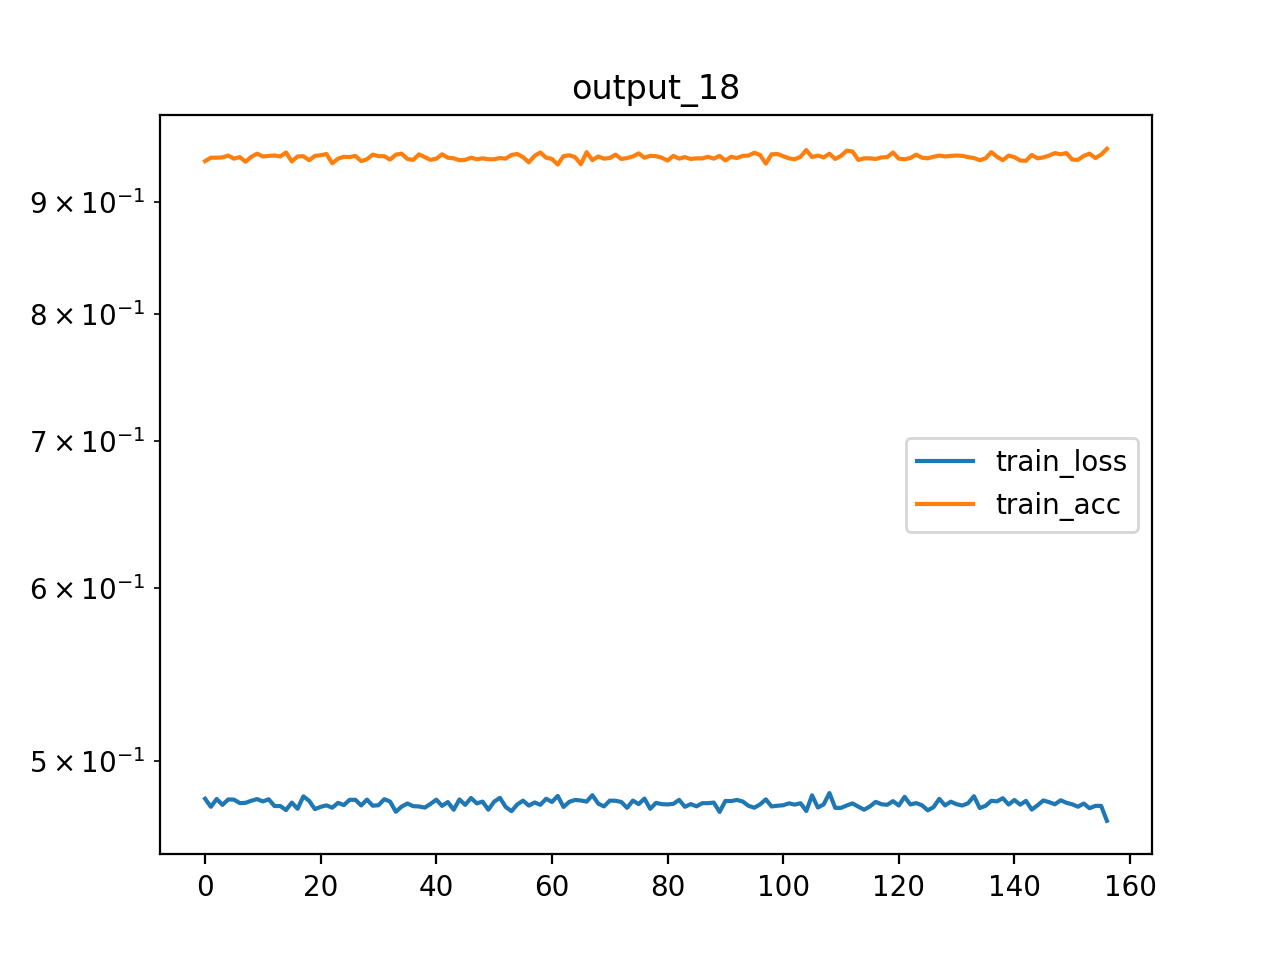 output_18
9 × 10⁻¹
8 × 10⁻¹
7 × 10⁻¹
6 × 10⁻¹
5 × 10⁻¹
train_loss
train_acc
0 20 40 60 80 100 120 140 160